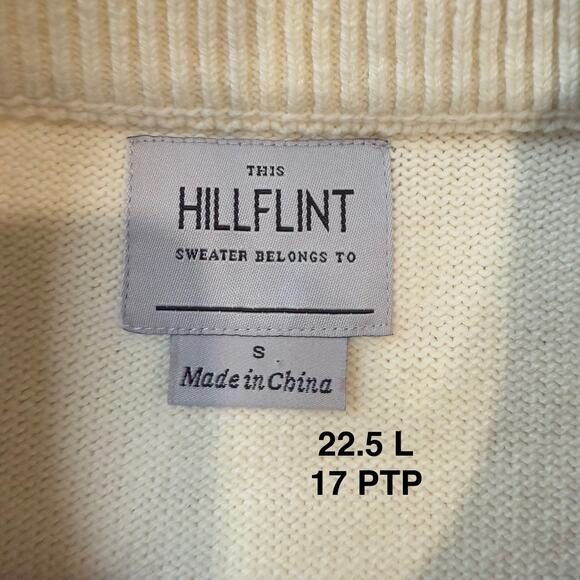 THIS
HILLFLINT
SWEATER BELONGS TO
S
Made in China
22.5 L
17 PTP